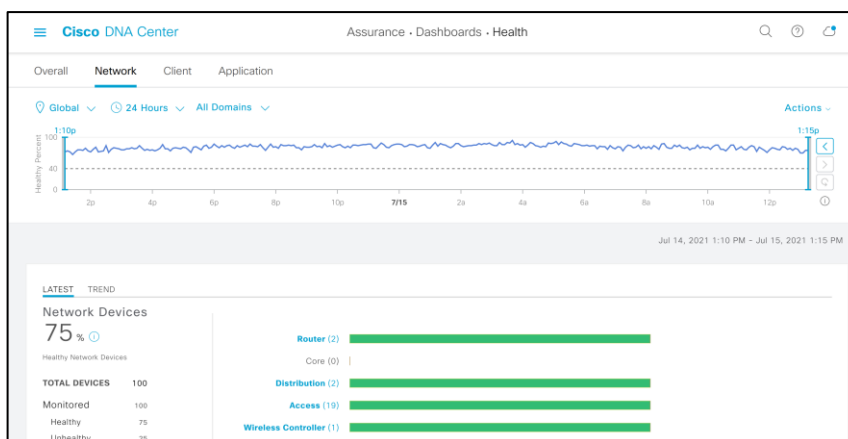 Cisco DNA Center
Assurance • Dashboards • Health
Overall Network Client Application
Global 24 Hours All Domains Actions
1:10p 1:15p
Healthy Percent
100
40
0
2p 4p 6p 8p 10p 7/15 2a 4a 6a 8a 10a 12p
Jul 14, 2021 1:10 PM - Jul 15, 2021 1:15 PM
LATEST TREND
Network Devices
75 %
Healthy Network Devices
TOTAL DEVICES 100
Monitored 100
Healthy 75
Unhealthy 25
Router (2)
Core (0)
Distribution (2)
Access (19)
Wireless Controller (1)